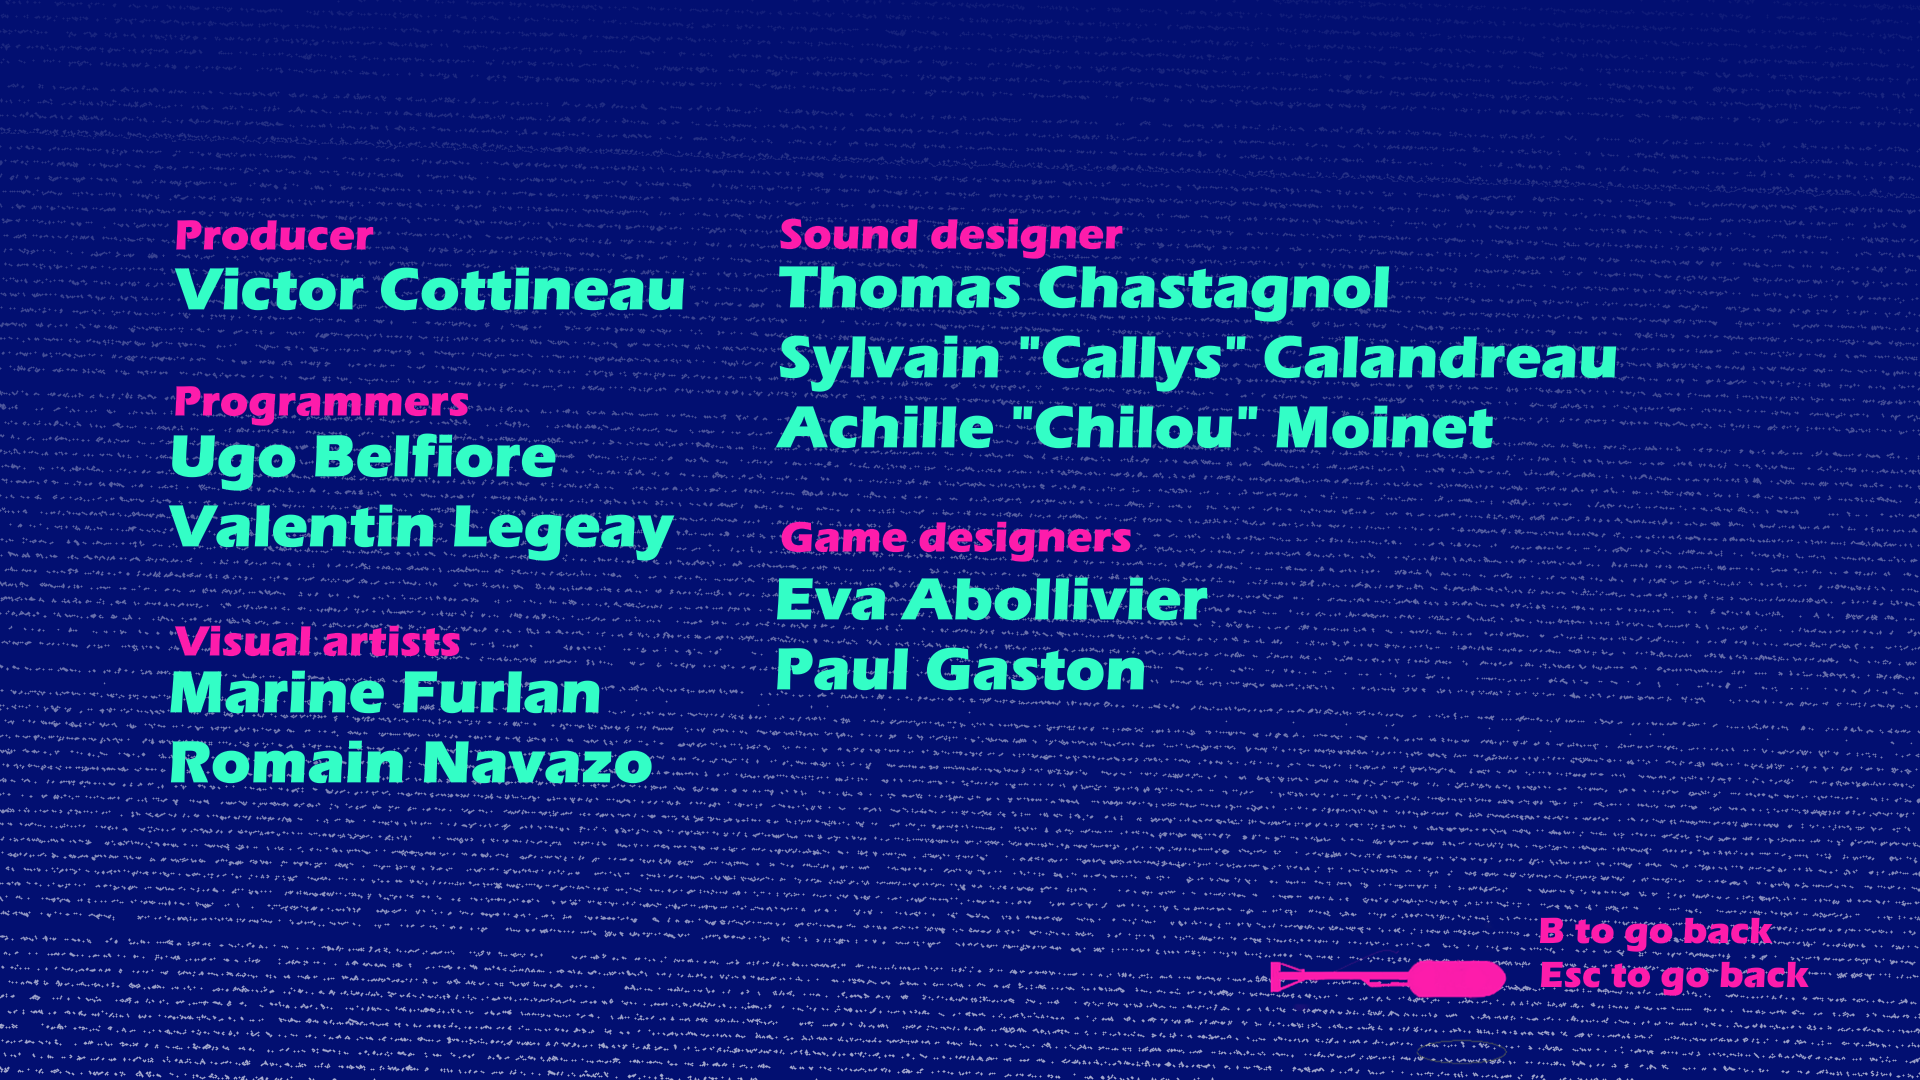 Producer
Victor Cottineau
Programmers
Ugo Belfiore
Valentin Legeay
Visual artists
Marine Furlan
Romain Navazo
Sound designer
Thomas Chastagnol
Sylvain "Callys" Calandreau
Achille "Chilou" Moinet
Game designers
Eva Abollivier
Paul Gaston
B to go back
Esc to go back